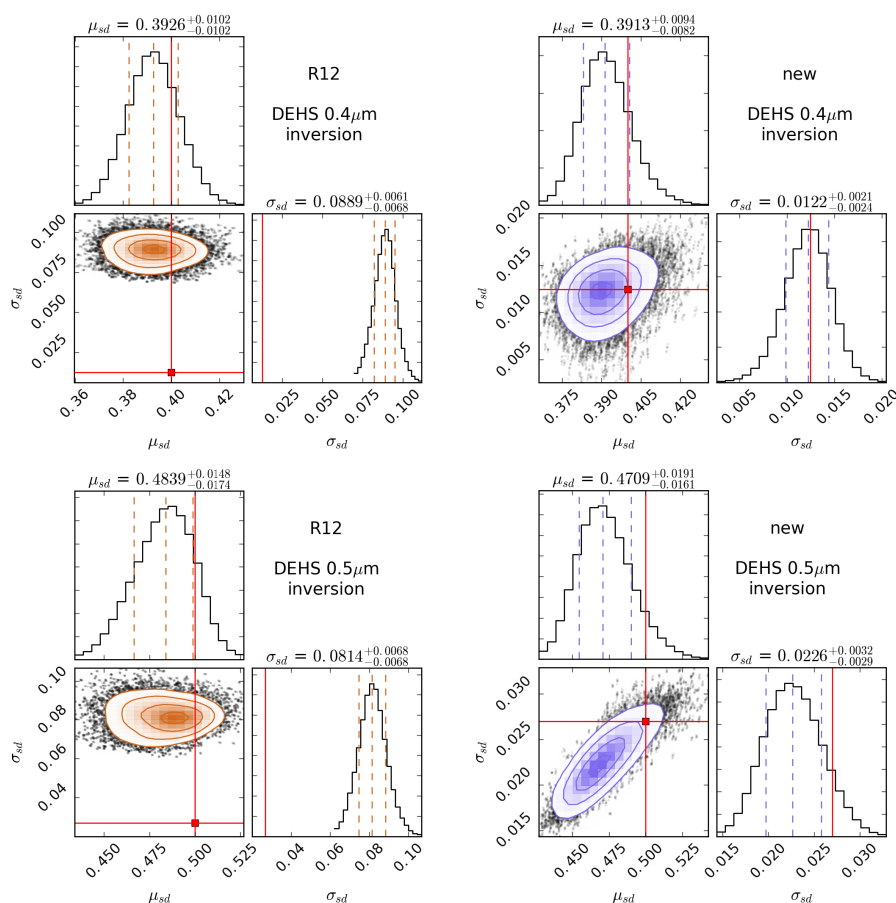 μ_sd = 0.3926 +0.0102 −0.0102
R12
DEHS 0.4μm
inversion
σ_sd = 0.0889 +0.0061 −0.0068
σ_sd
0.100
0.075
0.050
0.025
0.36
0.38
0.40
0.42
μ_sd
0.025
0.050
0.075
0.100
σ_sd
μ_sd = 0.3913 +0.0094 −0.0082
new
DEHS 0.4μm
inversion
σ_sd = 0.0122 +0.0021 −0.0024
σ_sd
0.020
0.015
0.010
0.005
0.375
0.390
0.405
0.420
μ_sd
0.005
0.010
0.015
0.020
σ_sd
μ_sd = 0.4839 +0.0148 −0.0174
R12
DEHS 0.5μm
inversion
σ_sd = 0.0814 +0.0068 −0.0068
σ_sd
0.10
0.08
0.06
0.04
0.450
0.475
0.500
0.525
μ_sd
0.04
0.06
0.08
0.10
σ_sd
μ_sd = 0.4709 +0.0191 −0.0161
new
DEHS 0.5μm
inversion
σ_sd = 0.0226 +0.0032 −0.0029
σ_sd
0.030
0.025
0.020
0.015
0.450
0.475
0.500
0.525
μ_sd
0.015
0.020
0.025
0.030
σ_sd